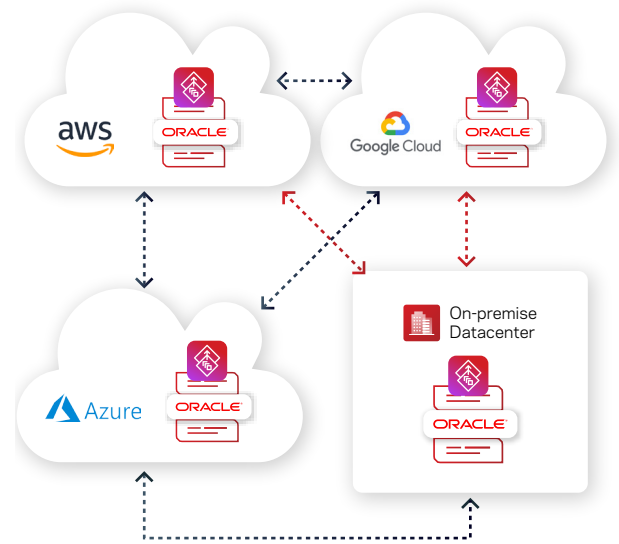 aws
ORACLE
Google Cloud
ORACLE
Azure
ORACLE
On-premise
Datacenter
ORACLE